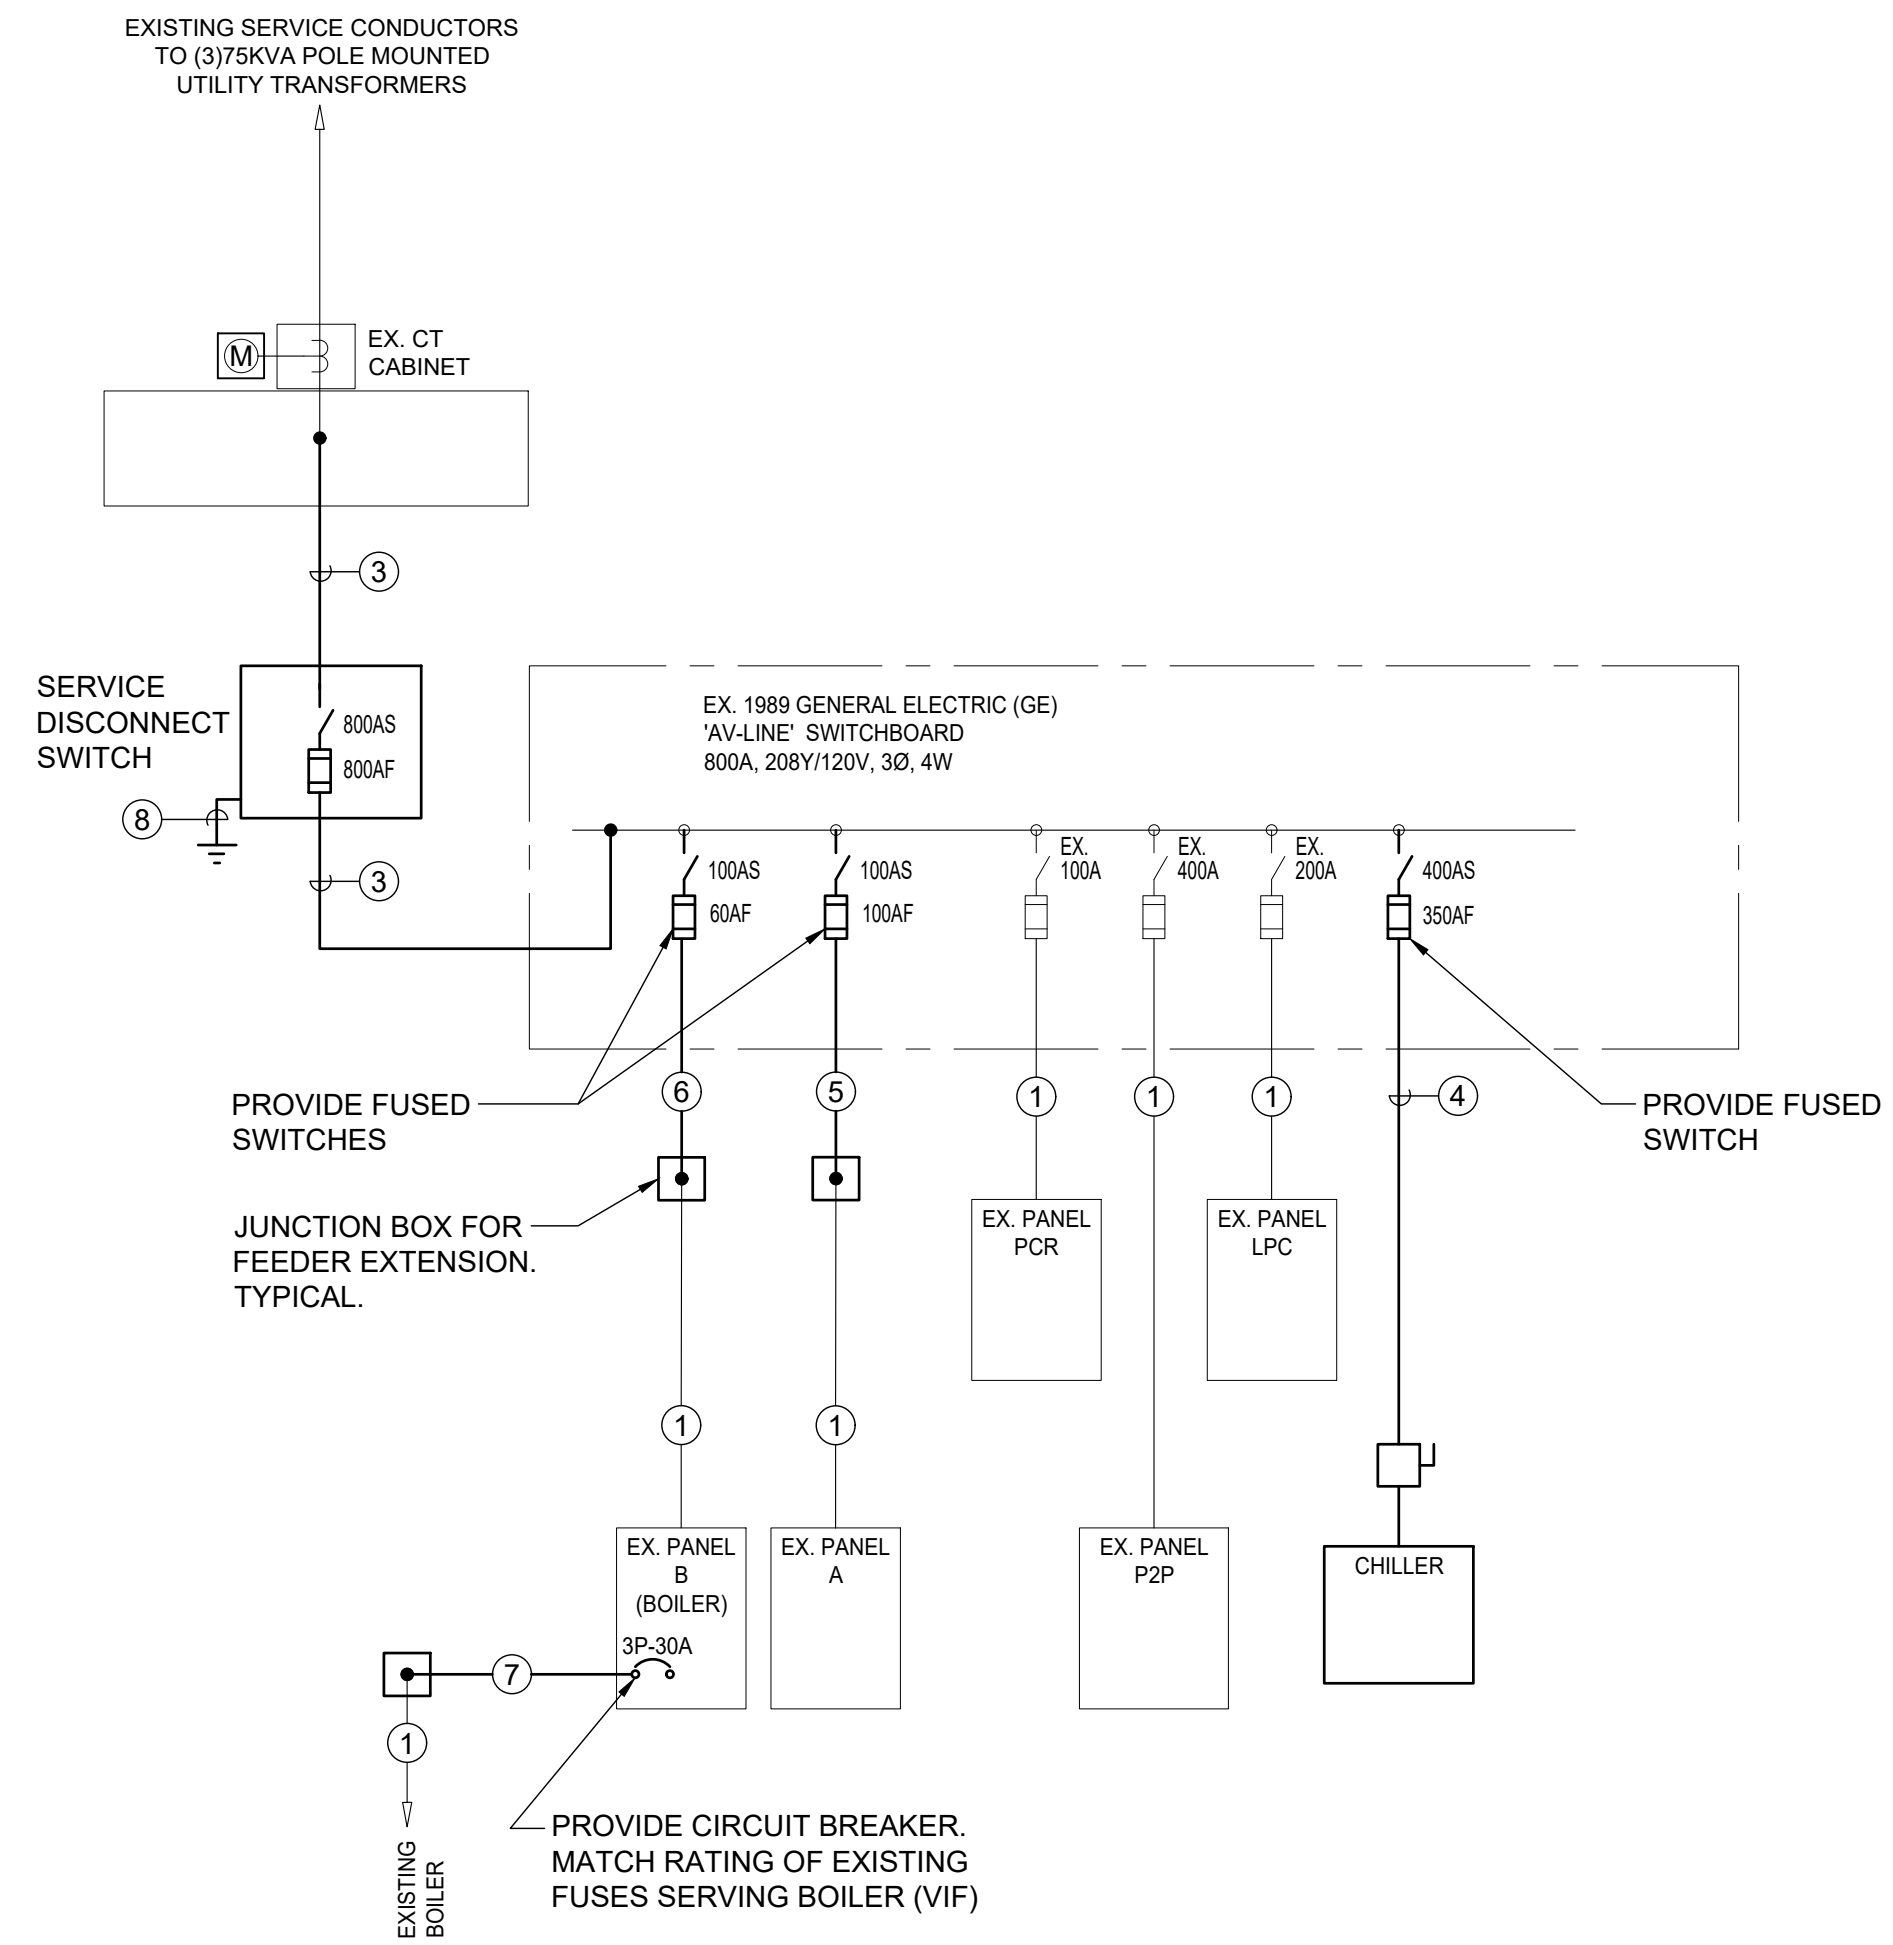 EXISTING SERVICE CONDUCTORS
TO (3)75KVA POLE MOUNTED
UTILITY TRANSFORMERS
M
EX. CT
CABINET
3
SERVICE
DISCONNECT
SWITCH
800AS
800AF
8
3
EX. 1989 GENERAL ELECTRIC (GE)
'AV-LINE' SWITCHBOARD
800A, 208Y/120V, 3Ø, 4W
100AS
60AF
100AS
100AF
EX.
100A
EX.
400A
EX.
200A
400AS
350AF
PROVIDE FUSED
SWITCHES
6
5
1
1
1
4
PROVIDE FUSED
SWITCH
JUNCTION BOX FOR
FEEDER EXTENSION.
TYPICAL.
EX. PANEL
PCR
EX. PANEL
LPC
1
1
EX. PANEL
B
(BOILER)
3P-30A
EX. PANEL
A
EX. PANEL
P2P
CHILLER
7
1
EXISTING
BOILER
PROVIDE CIRCUIT BREAKER.
MATCH RATING OF EXISTING
FUSES SERVING BOILER (VIF)